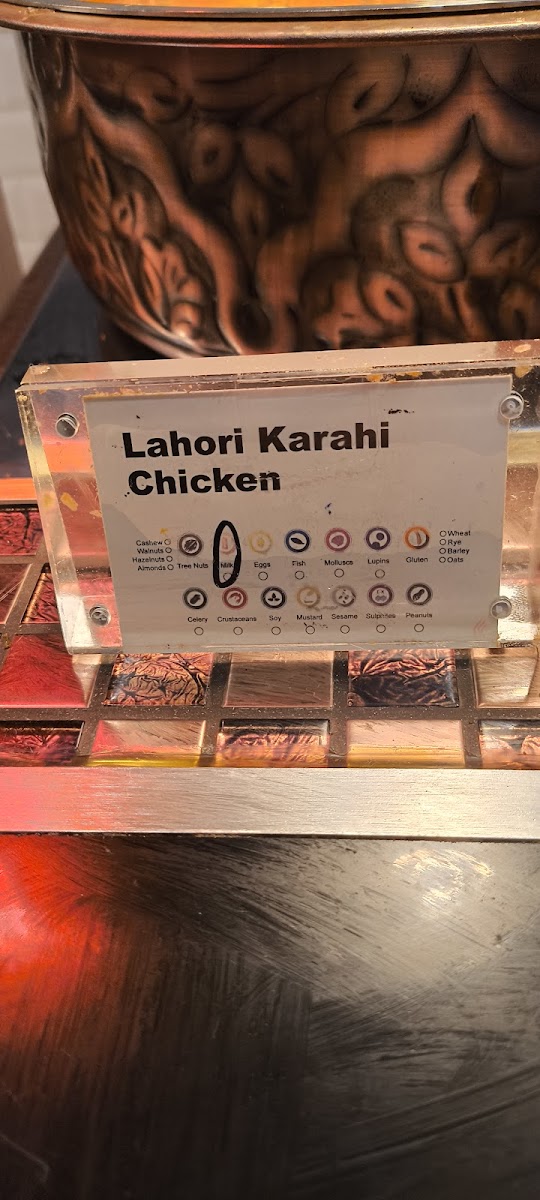 Lahori Karahi
Chicken
Cashew
Walnuts
Hazelnuts
Almonds
Tree Nuts Milk Eggs Fish Molluscs Lupins Gluten
Wheat
Rye
Barley
Oats
Celery Crustaceans Soy Mustard Sesame Sulphites Peanuts